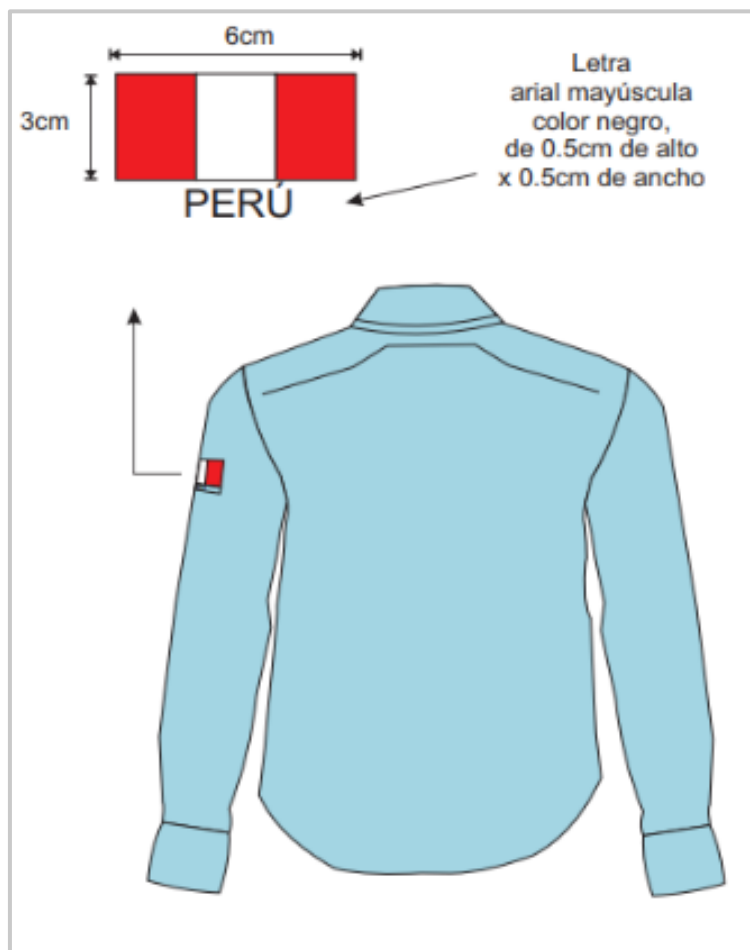 6cm
3cm
PERÚ
Letra
arial mayúscula
color negro,
de 0.5cm de alto
x 0.5cm de ancho